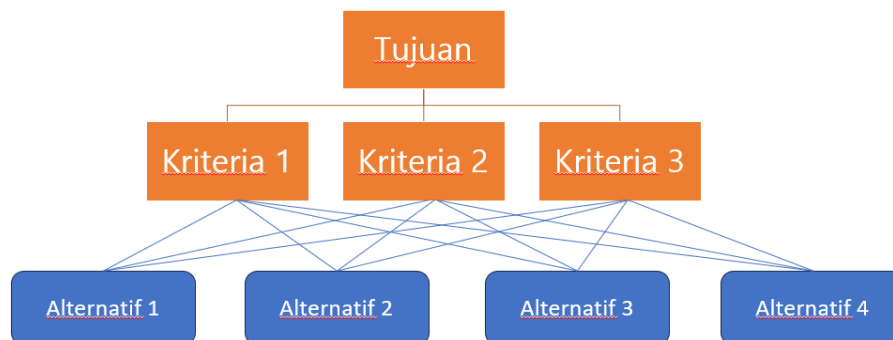 Tujuan
Kriteria 1
Kriteria 2
Kriteria 3
Alternatif 1
Alternatif 2
Alternatif 3
Alternatif 4